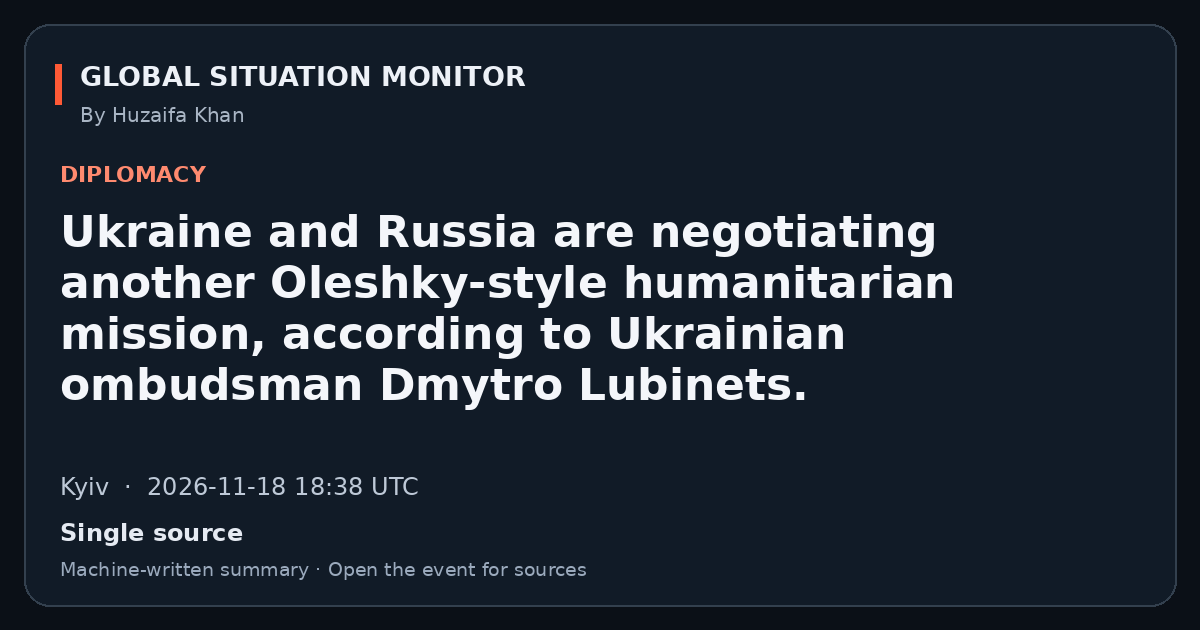 GLOBAL SITUATION MONITOR
By Huzaifa Khan
DIPLOMACY
Ukraine and Russia are negotiating
another Oleshky-style humanitarian
mission, according to Ukrainian
ombudsman Dmytro Lubinets.
Kyiv · 2026-11-18 18:38 UTC
Single source
Machine-written summary · Open the event for sources